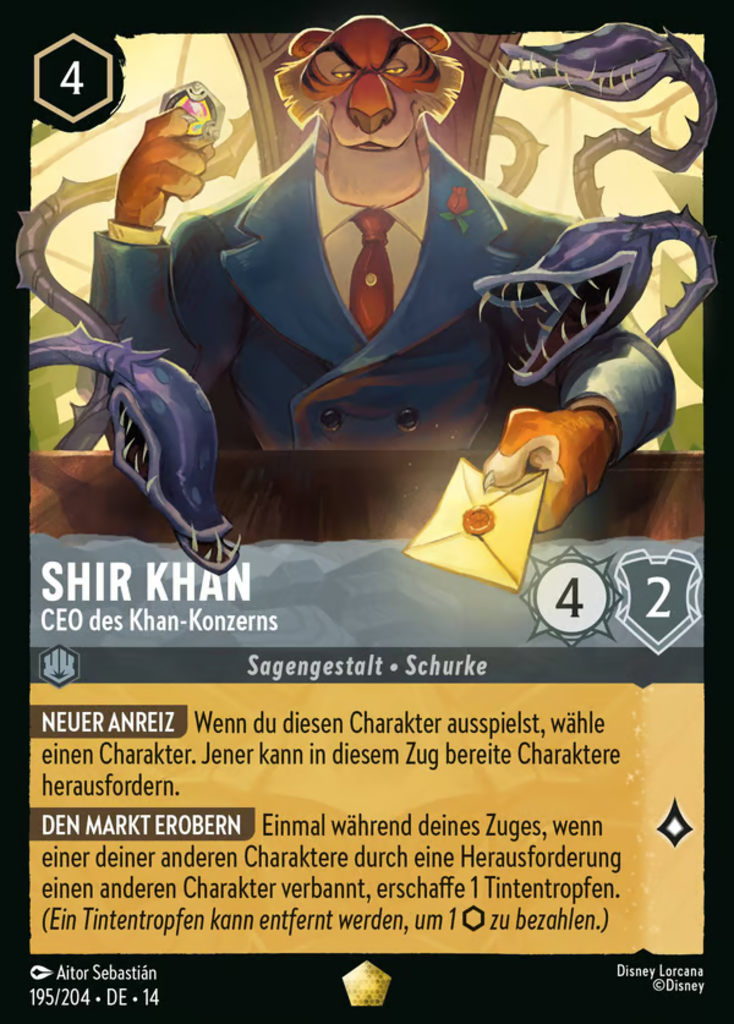 4
SHIR KHAN
CEO des Khan-Konzerns
4
2
Sagengestalt • Schurke
NEUER ANREIZ Wenn du diesen Charakter ausspielst, wähle
einen Charakter. Jener kann in diesem Zug bereite Charaktere
herausfordern.
DEN MARKT EROBERN Einmal während deines Zuges, wenn
einer deiner anderen Charaktere durch eine Herausforderung
einen anderen Charakter verbannt, erschaffe 1 Tintentropfen.
(Ein Tintentropfen kann entfernt werden, um 1 ⬡ zu bezahlen.)
Aitor Sebastián
Disney Lorcana
195/204 • DE • 14
©Disney